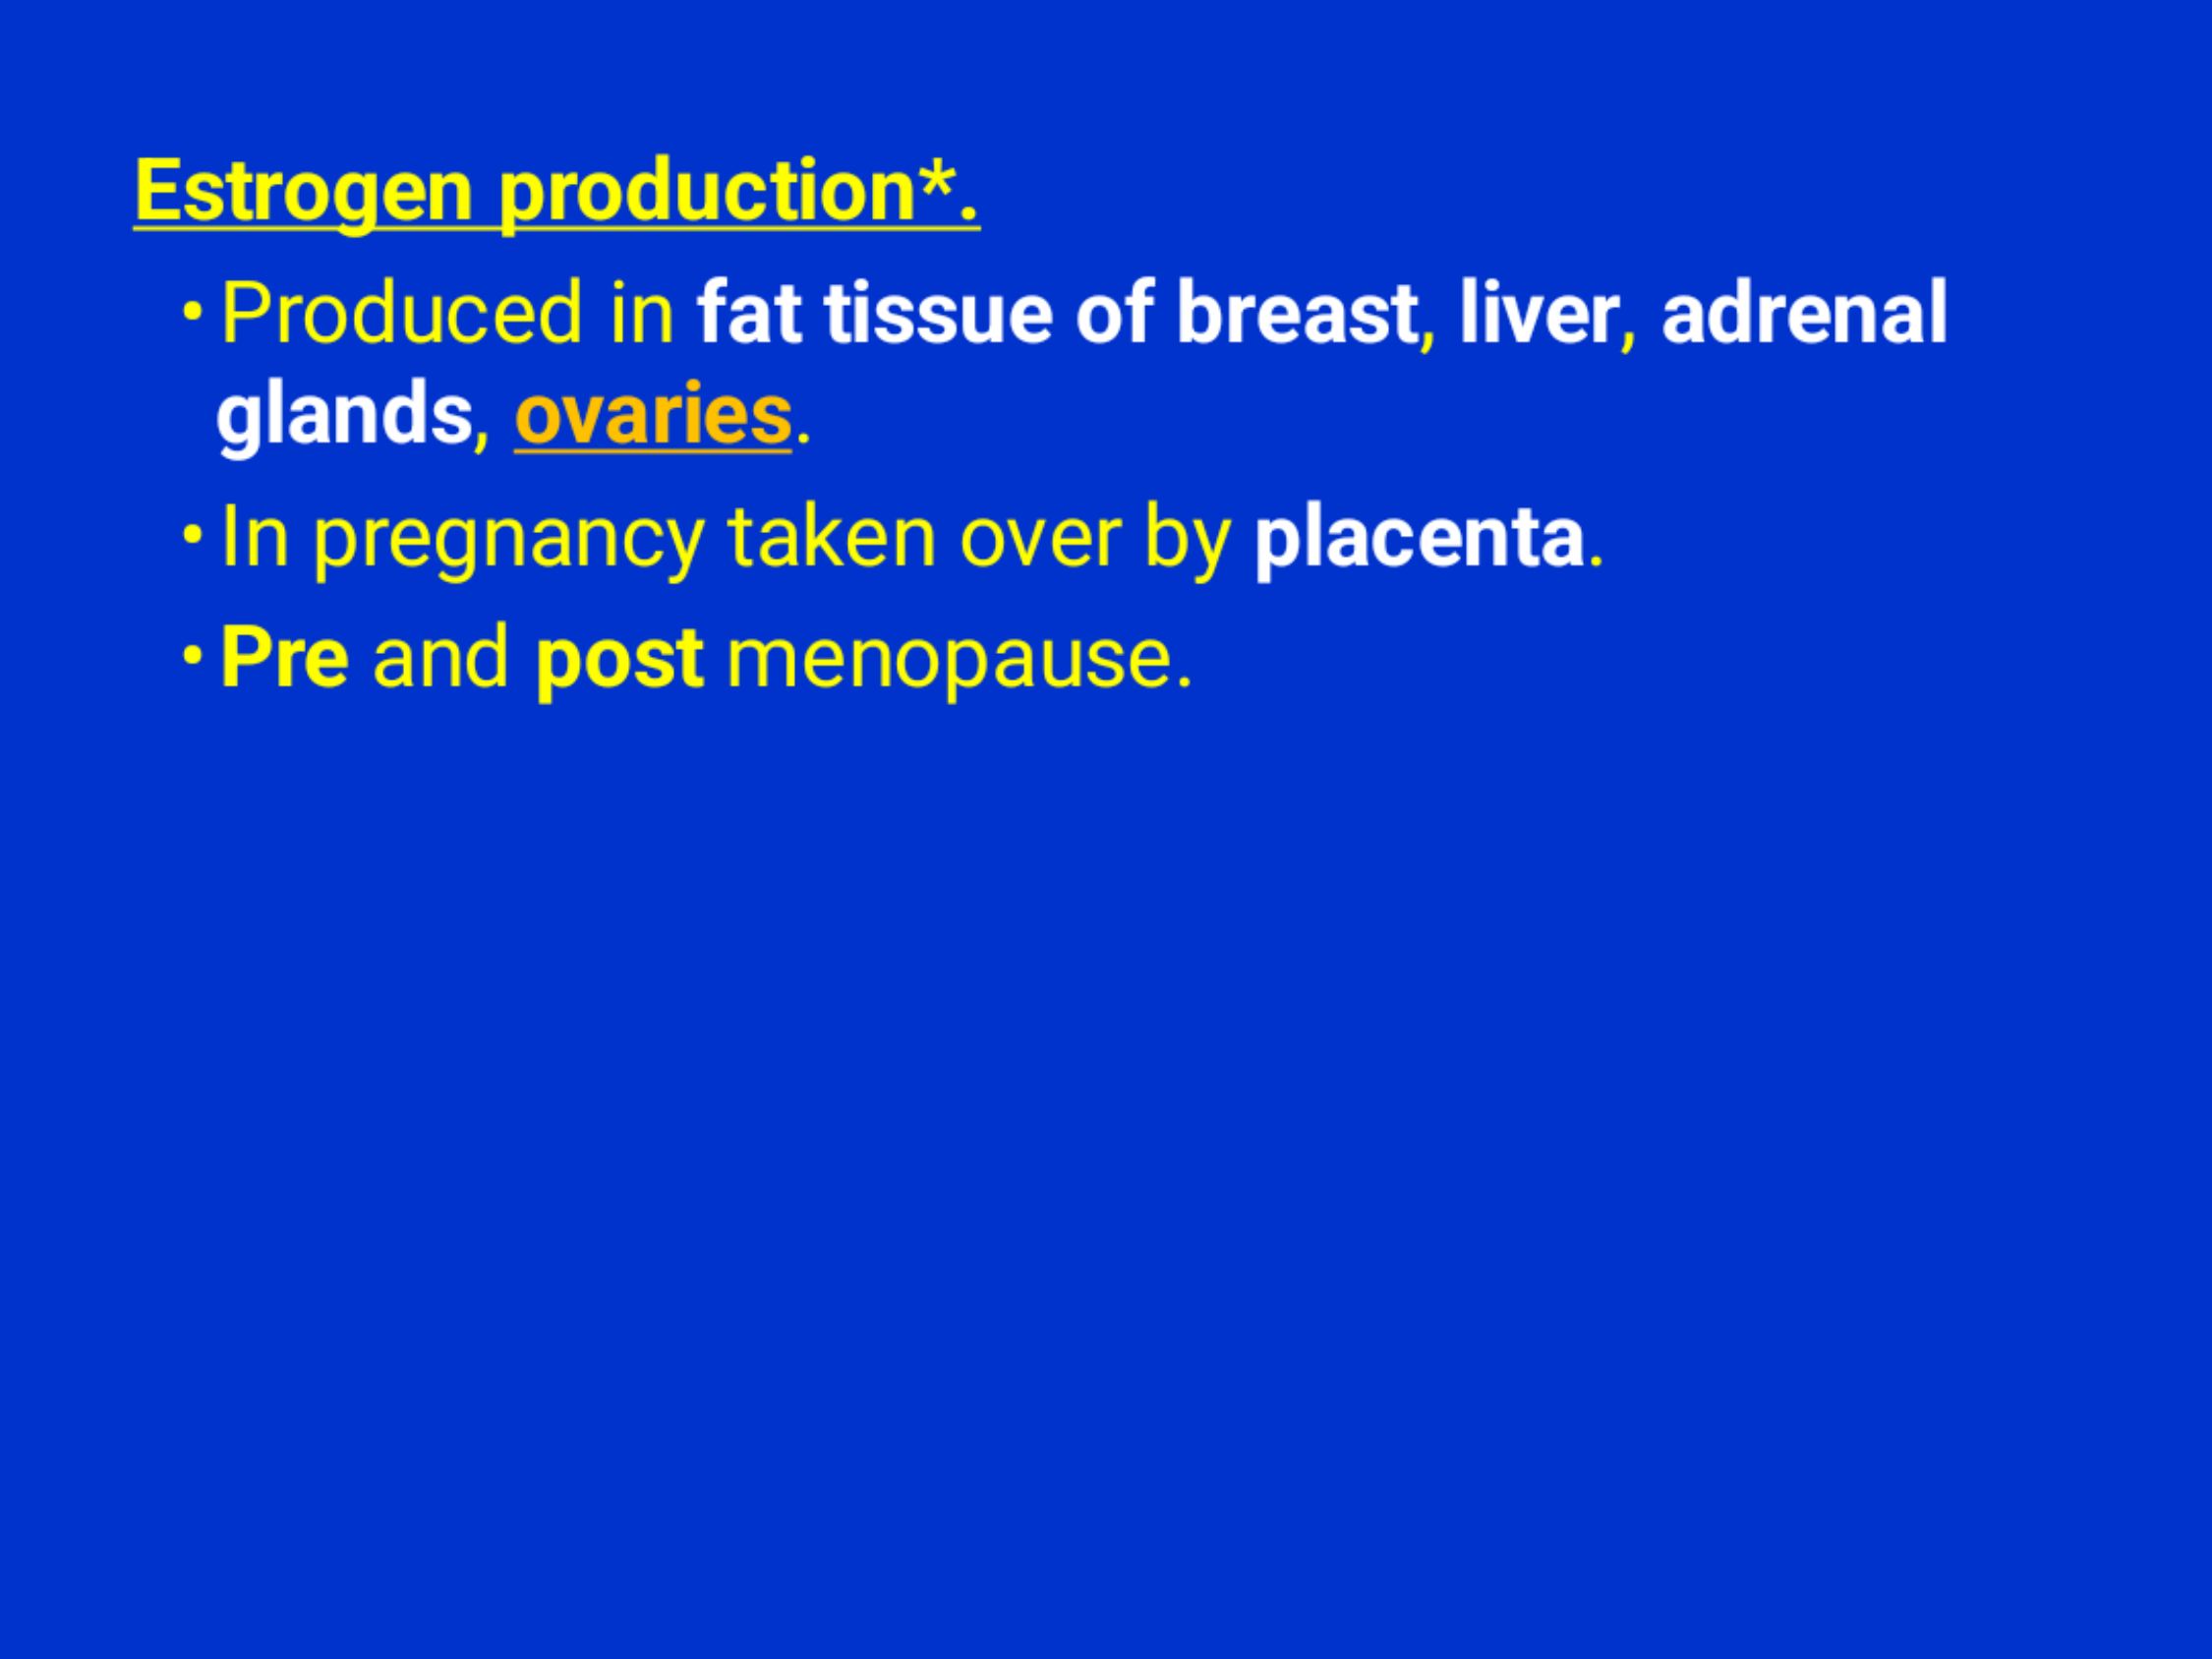 Estrogen production*.
• Produced in fat tissue of breast, liver, adrenal
glands, ovaries.
• In pregnancy taken over by placenta.
• Pre and post menopause.